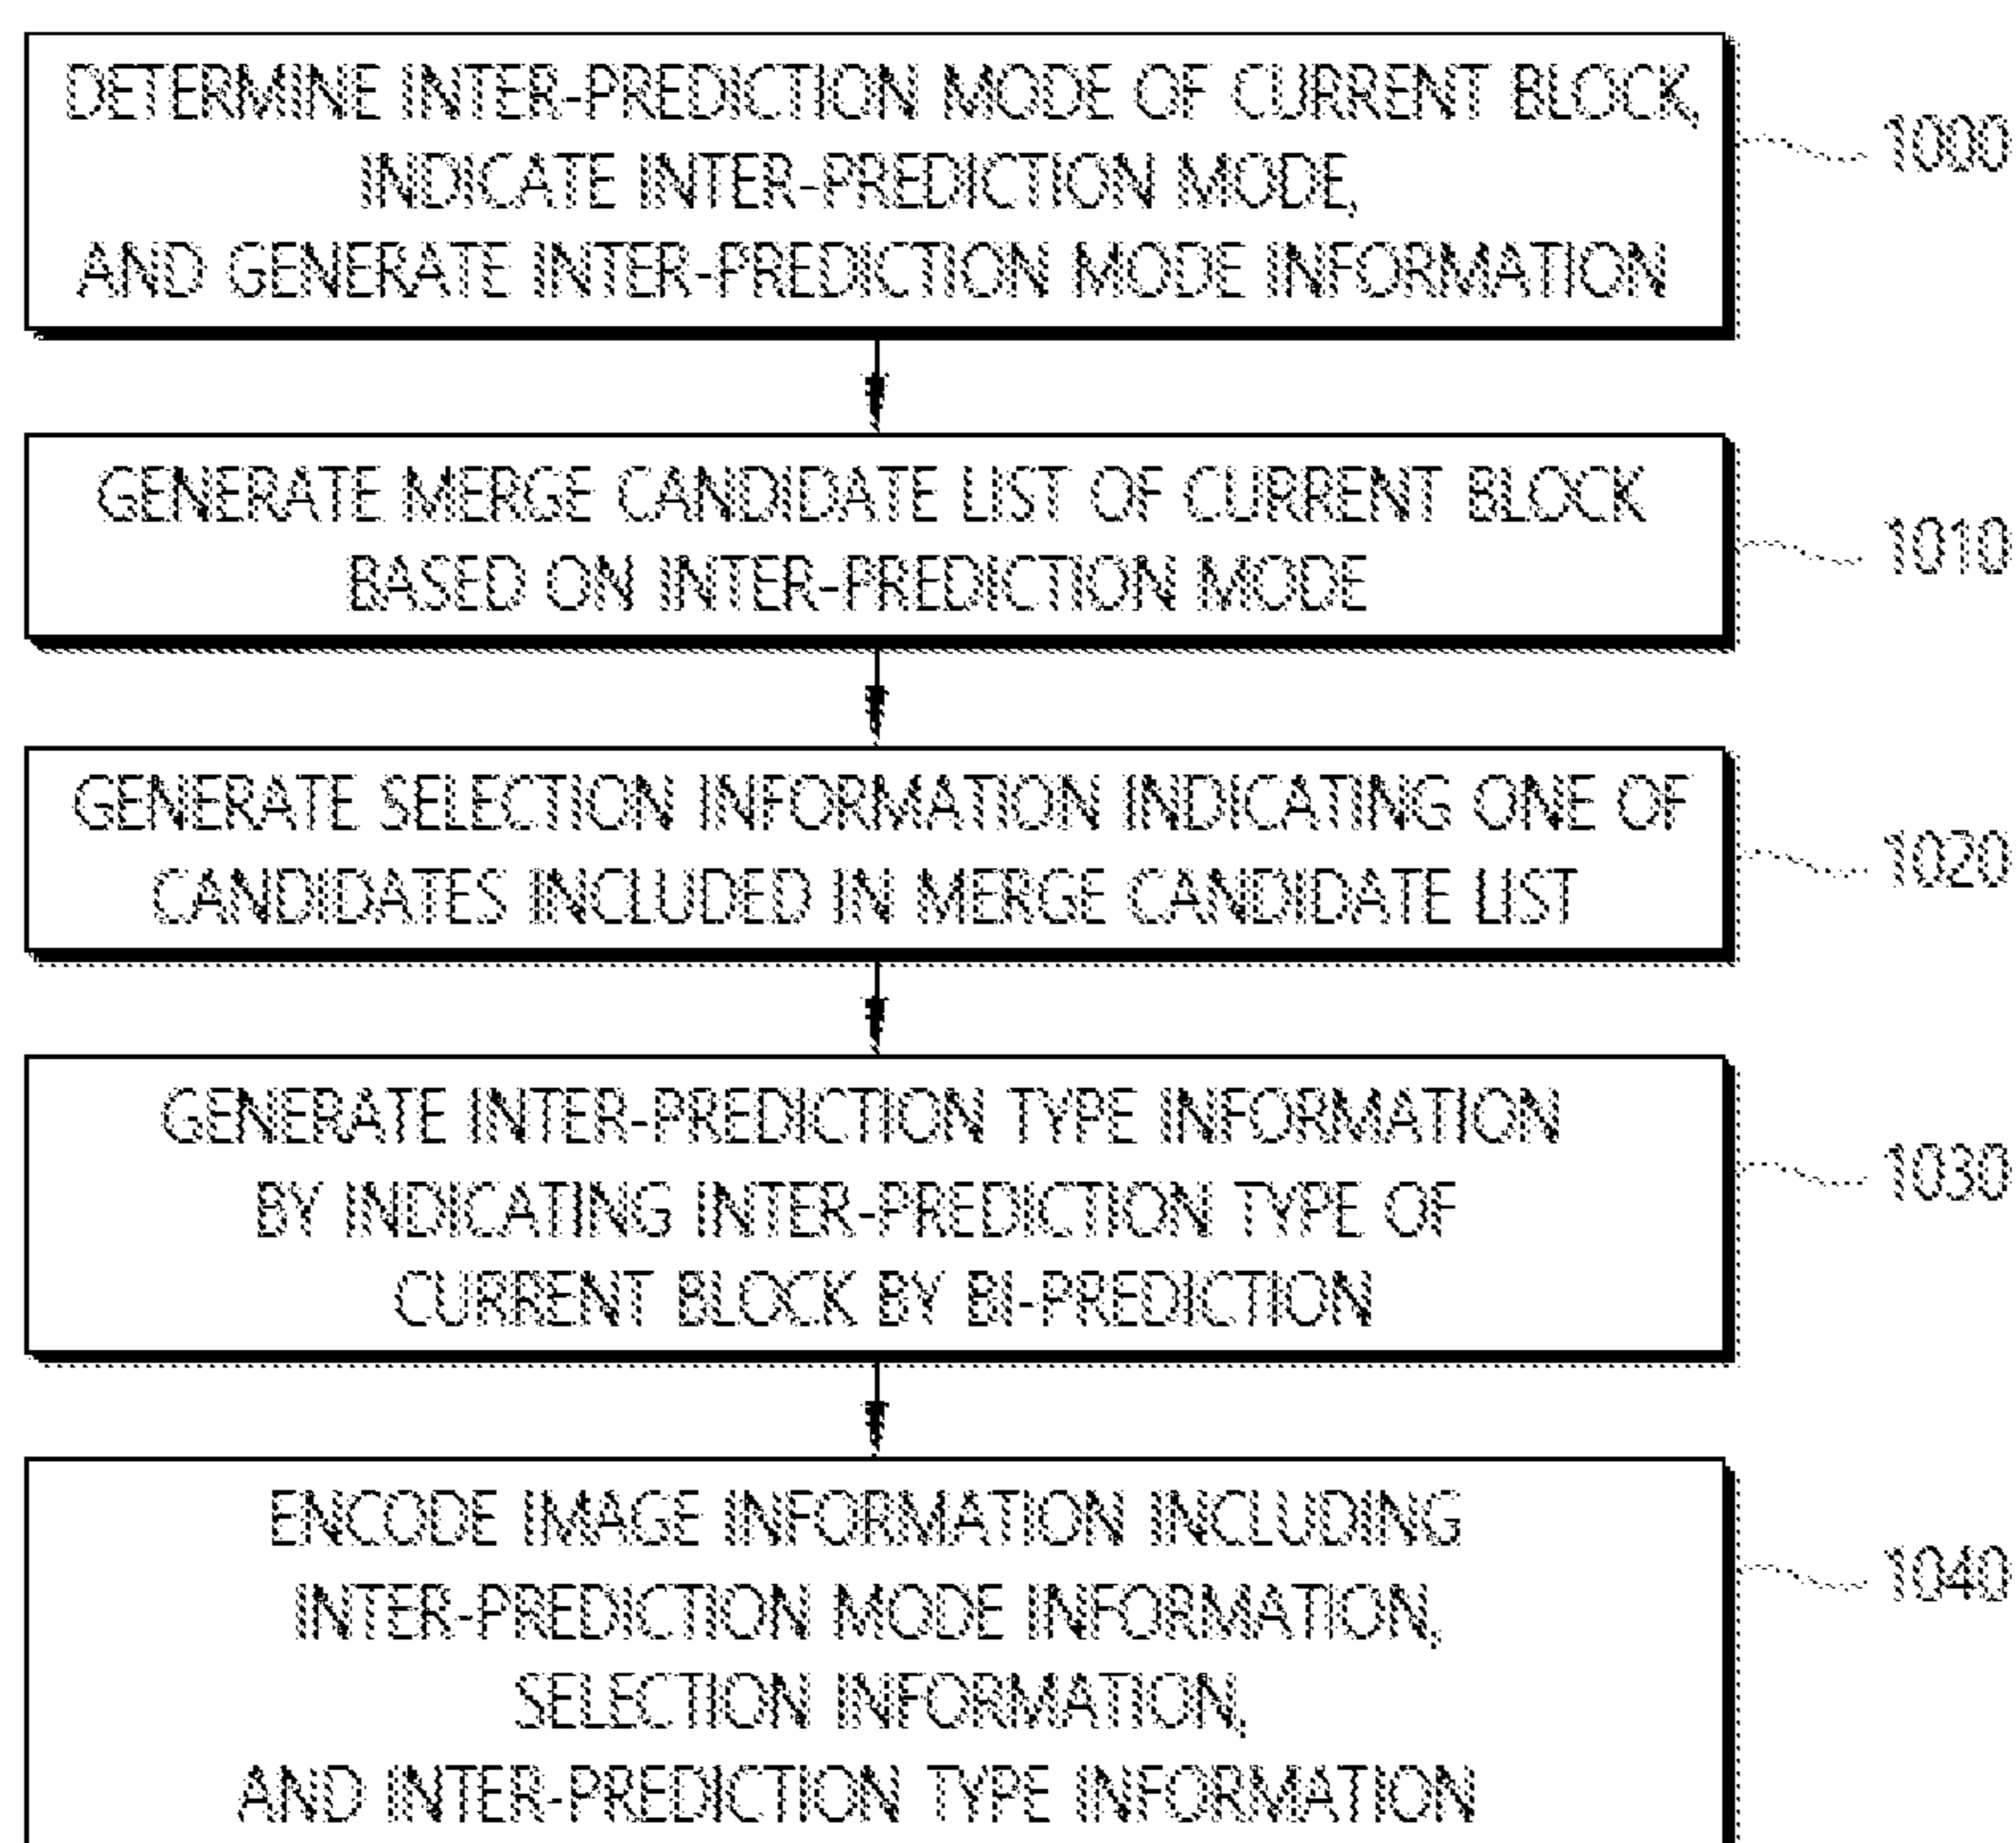 DETERMINE INTER-PREDICTION MODE OF CURRENT BLOCK,
INDICATE INTER-PREDICTION MODE,
AND GENERATE INTER-PREDICTION MODE INFORMATION
1000
GENERATE MERGE CANDIDATE LIST OF CURRENT BLOCK
BASED ON INTER-PREDICTION MODE
1010
GENERATE SELECTION INFORMATION INDICATING ONE OF
CANDIDATES INCLUDED IN MERGE CANDIDATE LIST
1020
GENERATE INTER-PREDICTION TYPE INFORMATION
BY INDICATING INTER-PREDICTION TYPE OF
CURRENT BLOCK BY BI-PREDICTION
1030
ENCODE IMAGE INFORMATION INCLUDING
INTER-PREDICTION MODE INFORMATION,
SELECTION INFORMATION,
AND INTER-PREDICTION TYPE INFORMATION
1040